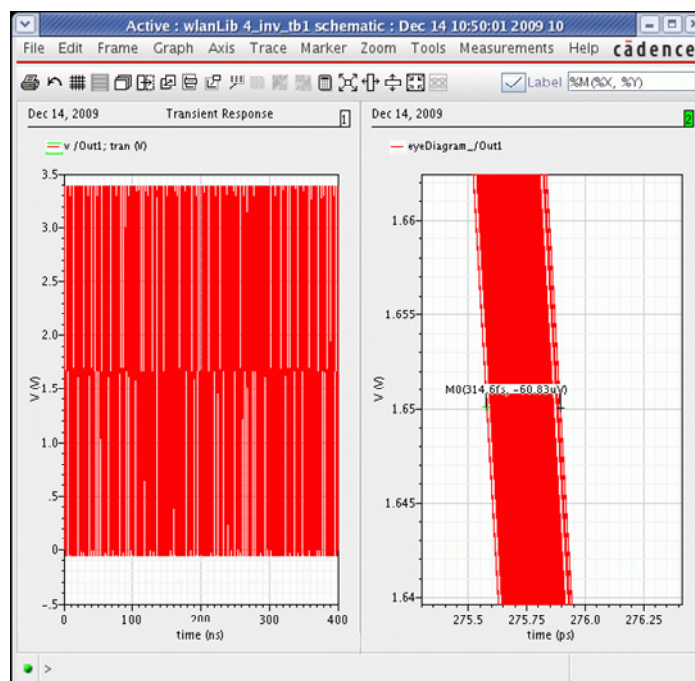 Active : wlanLib 4_inv_tb1 schematic : Dec 14 10:50:01 2009 10
File Edit Frame Graph Axis Trace Marker Zoom Tools Measurements Help cādence
Label %M(%X, %Y)
Dec 14, 2009 Transient Response 1
v /Out1; tran (V)
3.5
3.0
2.5
2.0
1.5
1.0
.5
0
-.5
V (V)
0 100 200 300 400
time (ns)
Dec 14, 2009 2
eyeDiagram_/Out1
1.66
1.655
1.65
1.645
1.64
V (V)
M0(314.6fs, -60.83uV)
275.5 275.75 276.0 276.25
time (ps)
>